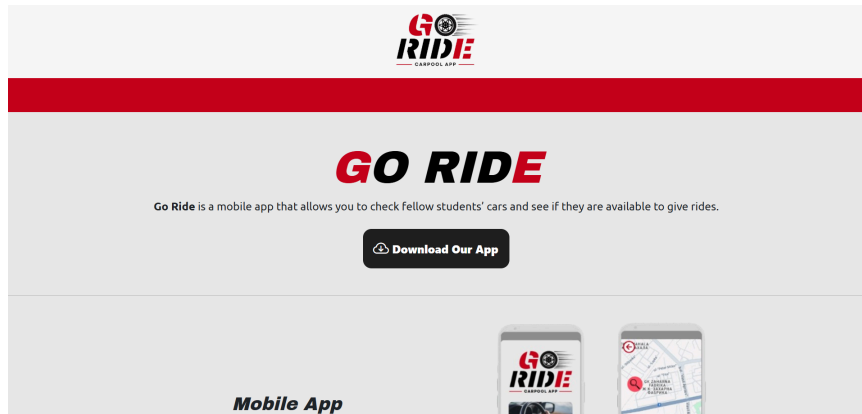 GO
RIDE
CARPOOL APP
GO RIDE
Go Ride is a mobile app that allows you to check fellow students' cars and see if they are available to give rides.
Download Our App
Mobile App
GO
RIDE
CARPOOL APP